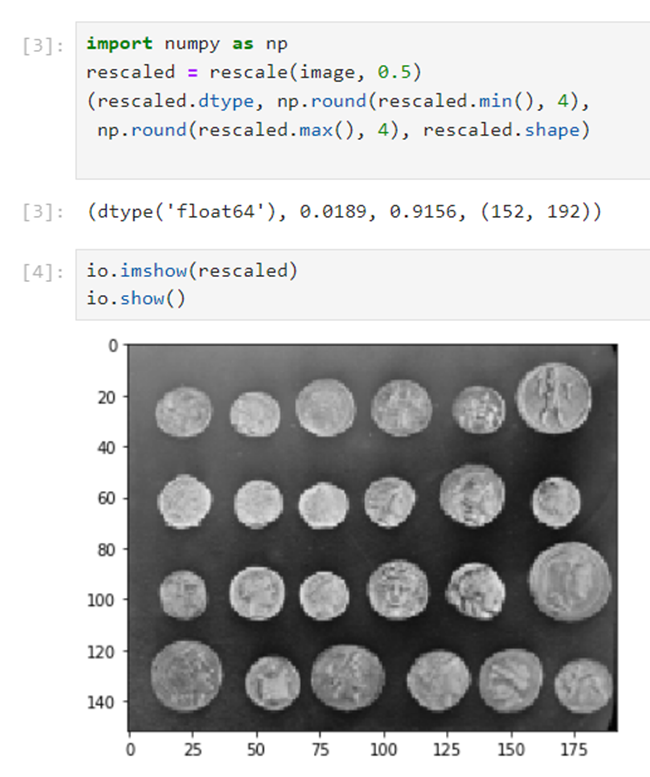 [3]: import numpy as np
rescaled = rescale(image, 0.5)
(rescaled.dtype, np.round(rescaled.min(), 4),
 np.round(rescaled.max(), 4), rescaled.shape)
[3]: (dtype('float64'), 0.0189, 0.9156, (152, 192))
[4]: io.imshow(rescaled)
io.show()
0
20
40
60
80
100
120
140
0 25 50 75 100 125 150 175